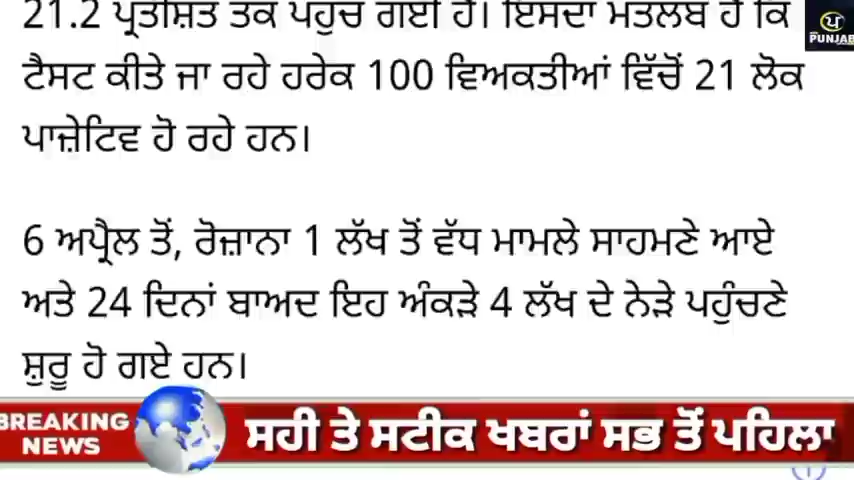 21.2 ਪ੍ਰਤੀਸ਼ਤ ਤਕ ਪਹੁੰਚ ਗਈ ਹੈ। ਇਸਦਾ ਮਤਲਬ ਹੈ ਕਿ
ਟੈਸਟ ਕੀਤੇ ਜਾ ਰਹੇ ਹਰੇਕ 100 ਵਿਅਕਤੀਆਂ ਵਿੱਚੋਂ 21 ਲੋਕ
ਪਾਜ਼ੇਟਿਵ ਹੋ ਰਹੇ ਹਨ।
6 ਅਪ੍ਰੈਲ ਤੋਂ, ਰੋਜ਼ਾਨਾ 1 ਲੱਖ ਤੋਂ ਵੱਧ ਮਾਮਲੇ ਸਾਹਮਣੇ ਆਏ
ਅਤੇ 24 ਦਿਨਾਂ ਬਾਅਦ ਇਹ ਅੰਕੜੇ 4 ਲੱਖ ਦੇ ਨੇੜੇ ਪਹੁੰਚਣੇ
ਸ਼ੁਰੂ ਹੋ ਗਏ ਹਨ।
ਪ
PUNJAB
BREAKING
NEWS
ਸਹੀ ਤੇ ਸਟੀਕ ਖਬਰਾਂ ਸਭ ਤੋਂ ਪਹਿਲਾ